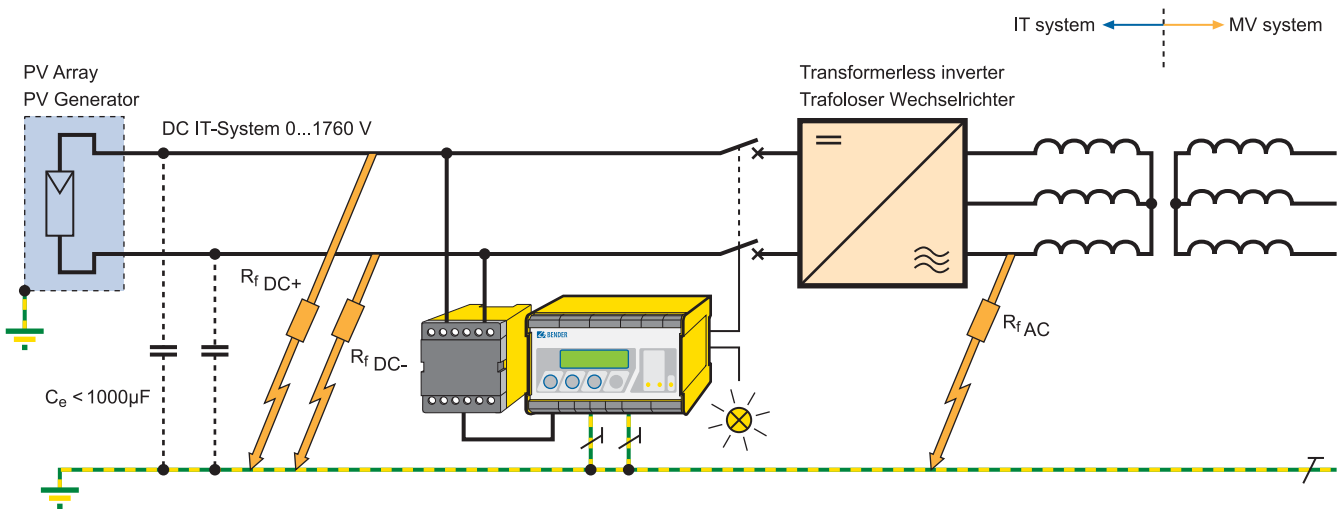 IT system
MV system
PV Array
PV Generator
Transformerless inverter
Trafoloser Wechselrichter
DC IT-System 0...1760 V
Rf DC+
Rf DC-
Rf AC
BENDER
Ce < 1000µF